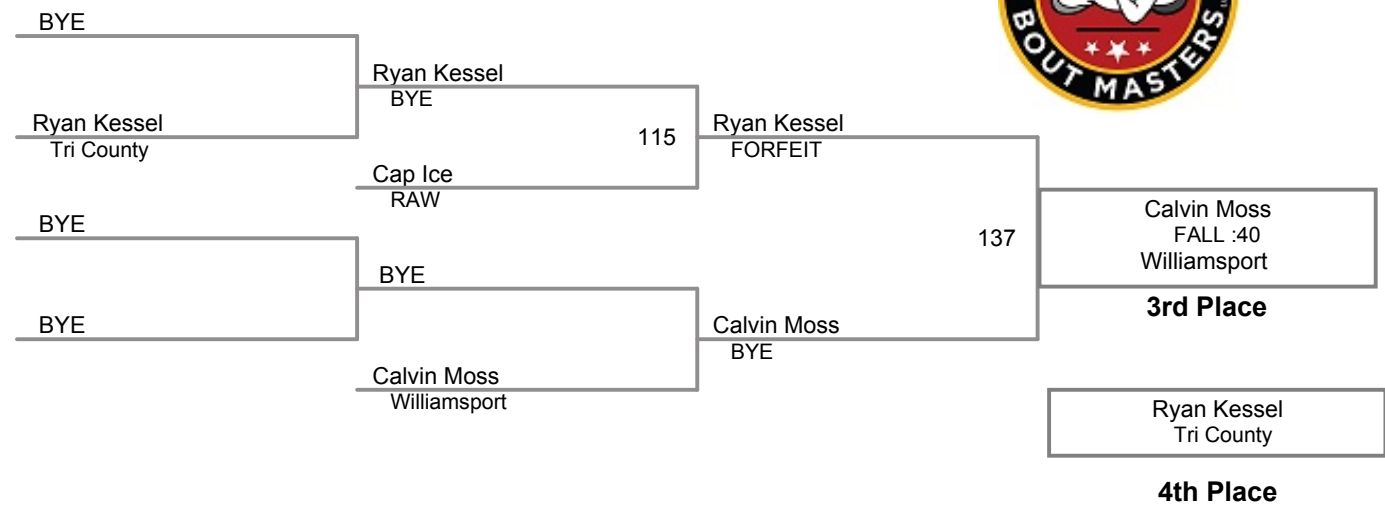 BYE
Ryan Kessel
Tri County
BYE
BYE
Ryan Kessel
BYE
Cap Ice
RAW
BYE
Calvin Moss
Williamsport
115
Ryan Kessel
FORFEIT
Calvin Moss
BYE
137
Calvin Moss
FALL :40
Williamsport
3rd Place
Ryan Kessel
Tri County
4th Place
BOUT MASTERS